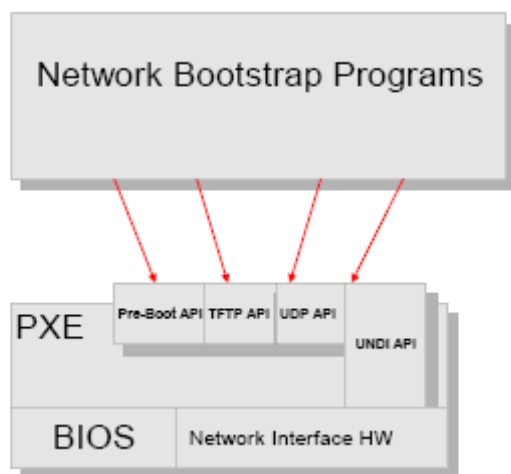 Network Bootstrap Programs
Pre-Boot API
TFTP API
UDP API
PXE
UNDI API
BIOS
Network Interface HW